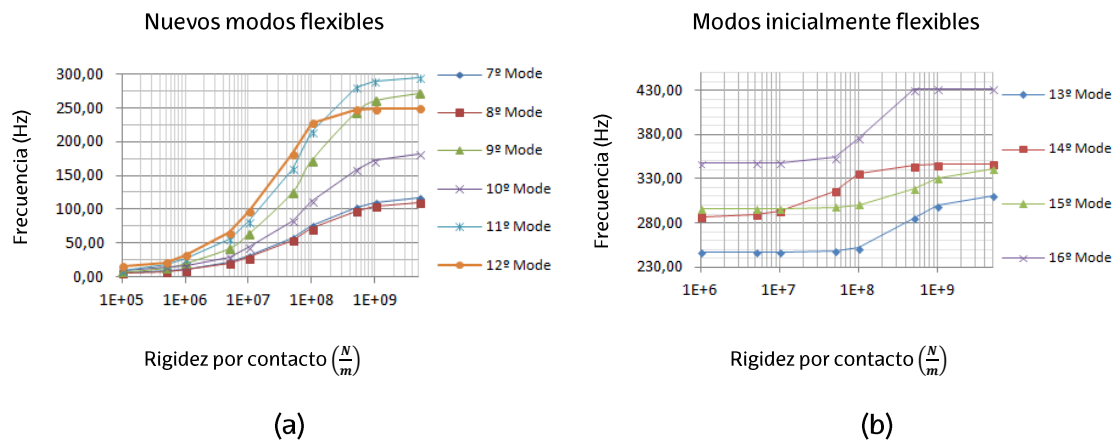 Nuevos modos flexibles
Frecuencia (Hz)
300,00
250,00
200,00
150,00
100,00
50,00
0,00
1E+05 1E+06 1E+07 1E+08 1E+09
7º Mode
8º Mode
9º Mode
10º Mode
11º Mode
12º Mode
Rigidez por contacto (N/m)
(a)
Modos inicialmente flexibles
Frecuencia (Hz)
430,00
380,00
330,00
280,00
230,00
1E+6 1E+7 1E+8 1E+9
13º Mode
14º Mode
15º Mode
16º Mode
Rigidez por contacto (N/m)
(b)